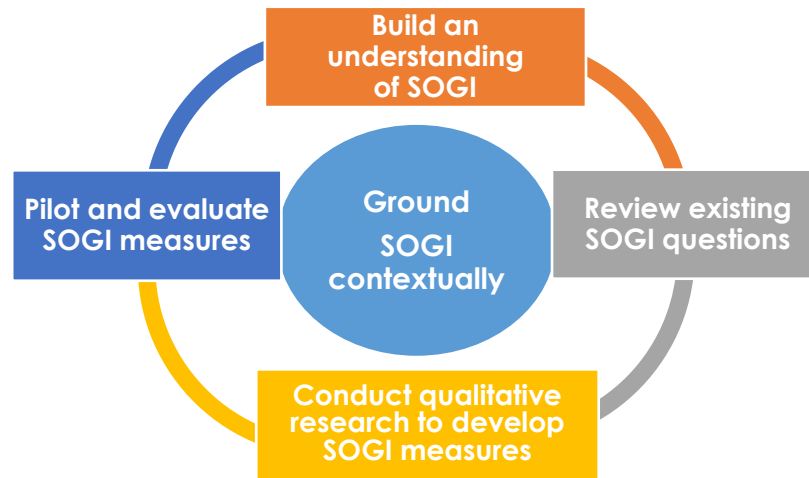 Build an
understanding
of SOGI
Pilot and evaluate
SOGI measures
Ground
SOGI
contextually
Review existing
SOGI questions
Conduct qualitative
research to develop
SOGI measures